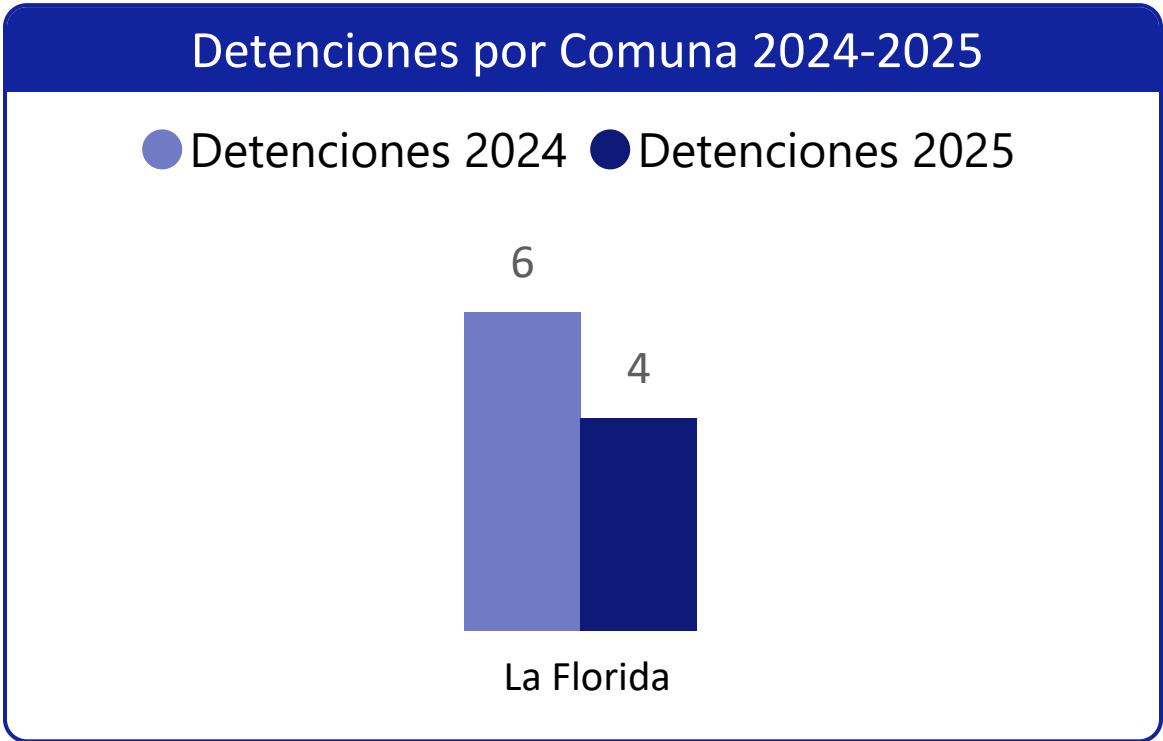 Detenciones por Comuna 2024-2025
Detenciones 2024 Detenciones 2025
6
4
La Florida